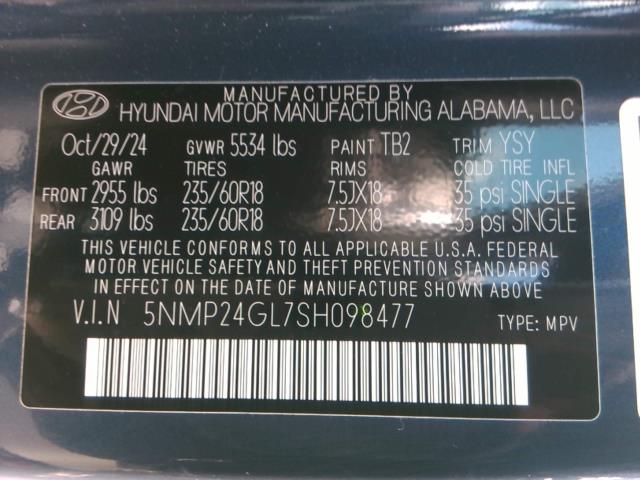 MANUFACTURED BY
HYUNDAI MOTOR MANUFACTURING ALABAMA, LLC
Oct/29/24 GVWR 5534 lbs PAINT TB2 TRIM YSY
GAWR TIRES RIMS COLD TIRE INFL
FRONT 2955 lbs 235/60R18 7.5JX18 35 psi SINGLE
REAR 3109 lbs 235/60R18 7.5JX18 35 psi SINGLE
THIS VEHICLE CONFORMS TO ALL APPLICABLE U.S.A. FEDERAL
MOTOR VEHICLE SAFETY AND THEFT PREVENTION STANDARDS
IN EFFECT ON THE DATE OF MANUFACTURE SHOWN ABOVE.
V.I.N 5NMP24GL7SH098477 TYPE: MPV